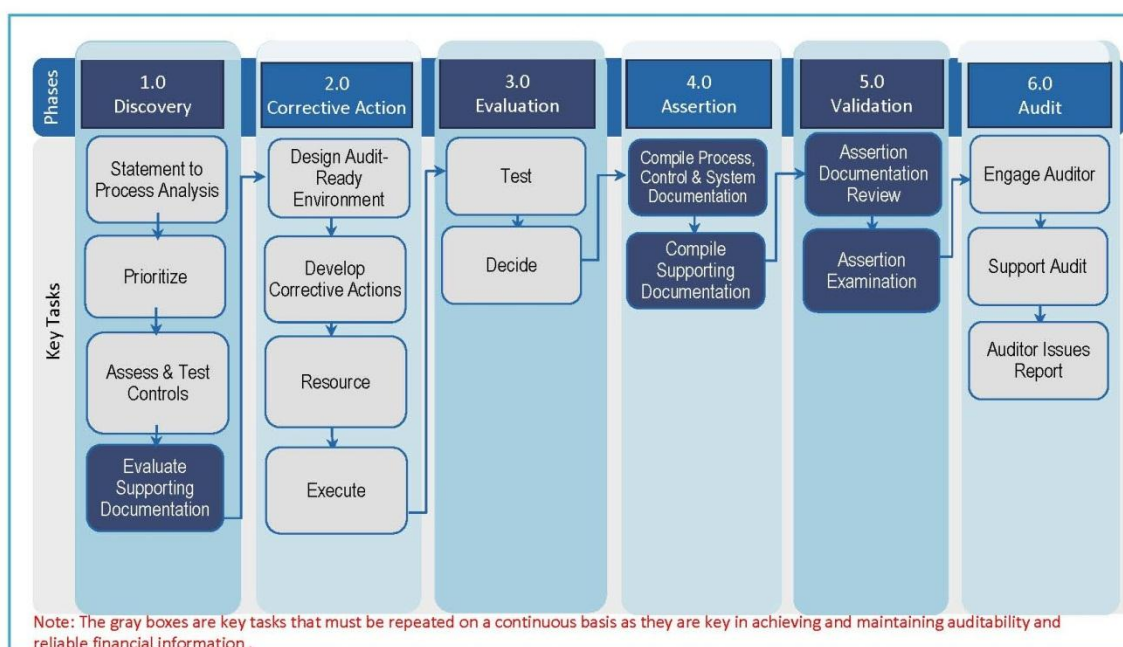 Phases
1.0
Discovery
2.0
Corrective Action
3.0
Evaluation
4.0
Assertion
5.0
Validation
6.0
Audit
Key Tasks
Statement to
Process Analysis
Prioritize
Assess & Test
Controls
Evaluate
Supporting
Documentation
Design Audit-
Ready
Environment
Develop
Corrective Actions
Resource
Execute
Test
Decide
Compile Process,
Control & System
Documentation
Compile
Supporting
Documentation
Assertion
Documentation
Review
Assertion
Examination
Engage Auditor
Support Audit
Auditor Issues
Report
Note: The gray boxes are key tasks that must be repeated on a continuous basis as they are key in achieving and maintaining auditability and
reliable financial information.